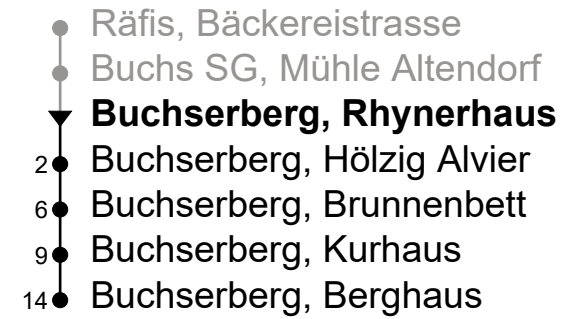 Räfis, Bäckereistrasse
Buchs SG, Mühle Altendorf
Buchserberg, Rhynerhaus
2 Buchserberg, Hölzig Alvier
6 Buchserberg, Brunnenbett
9 Buchserberg, Kurhaus
14 Buchserberg, Berghaus